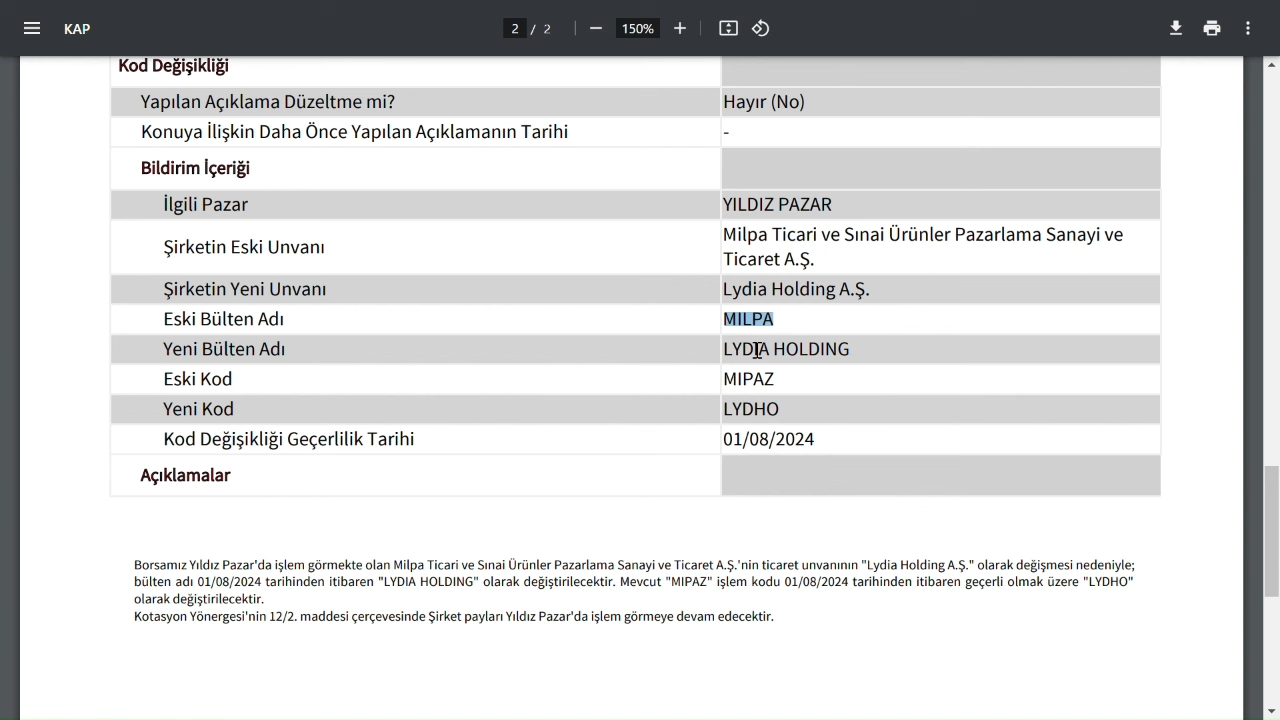 KAP
2 / 2
150%
Kod Değişikliği
Yapılan Açıklama Düzeltme mi? Hayır (No)
Konuya İlişkin Daha Önce Yapılan Açıklamanın Tarihi -
Bildirim İçeriği
İlgili Pazar YILDIZ PAZAR
Şirketin Eski Unvanı Milpa Ticari ve Sınai Ürünler Pazarlama Sanayi ve
Ticaret A.Ş.
Şirketin Yeni Unvanı Lydia Holding A.Ş.
Eski Bülten Adı MILPA
Yeni Bülten Adı LYDIA HOLDING
Eski Kod MIPAZ
Yeni Kod LYDHO
Kod Değişikliği Geçerlilik Tarihi 01/08/2024
Açıklamalar
Borsamız Yıldız Pazar'da işlem görmekte olan Milpa Ticari ve Sınai Ürünler Pazarlama Sanayi ve Ticaret A.Ş.'nin ticaret unvanının "Lydia Holding A.Ş." olarak değişmesi nedeniyle;
bülten adı 01/08/2024 tarihinden itibaren "LYDIA HOLDING" olarak değiştirilecektir. Mevcut "MIPAZ" işlem kodu 01/08/2024 tarihinden itibaren geçerli olmak üzere "LYDHO"
olarak değiştirilecektir.
Kotasyon Yönergesi'nin 12/2. maddesi çerçevesinde Şirket payları Yıldız Pazar'da işlem görmeye devam edecektir.